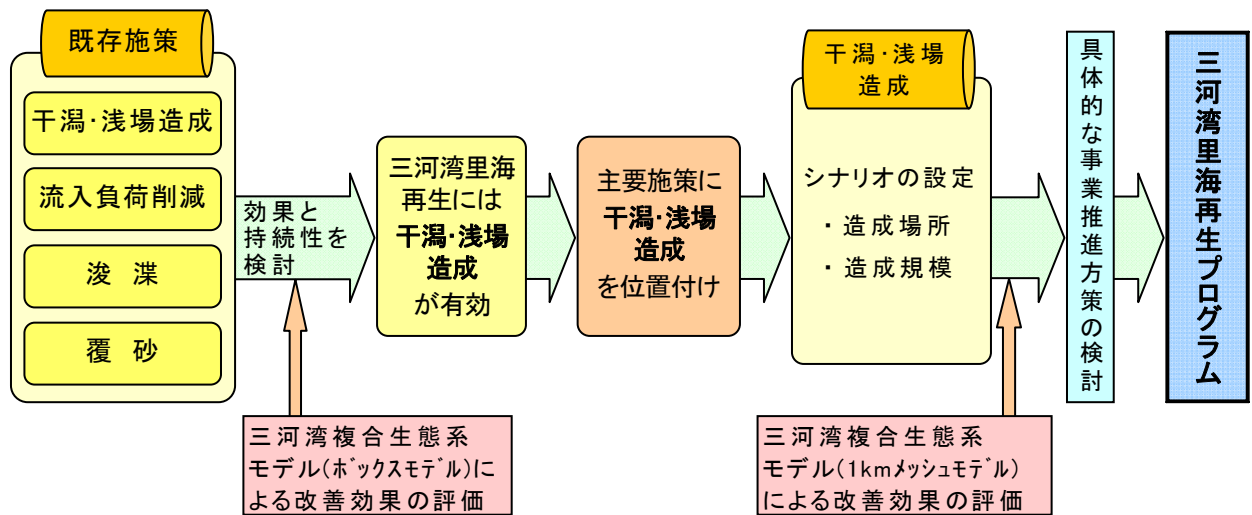 既存施策
干潟・浅場造成
流入負荷削減
浚渫
覆砂
効果と
持続性を
検討
三河湾複合生態系
モデル(ﾎﾞｯｸｽﾓﾃﾞﾙ)に
よる改善効果の評価
三河湾里海
再生には
干潟・浅場
造成
が有効
主要施策に
干潟・浅場
造成
を位置付け
干潟・浅場
造成
シナリオの設定
・造成場所
・造成規模
三河湾複合生態系
モデル(1kmﾒｯｼｭﾓﾃﾞﾙ)
による改善効果の評価
具体的な事業推進方策の検討
三河湾里海再生プログラム